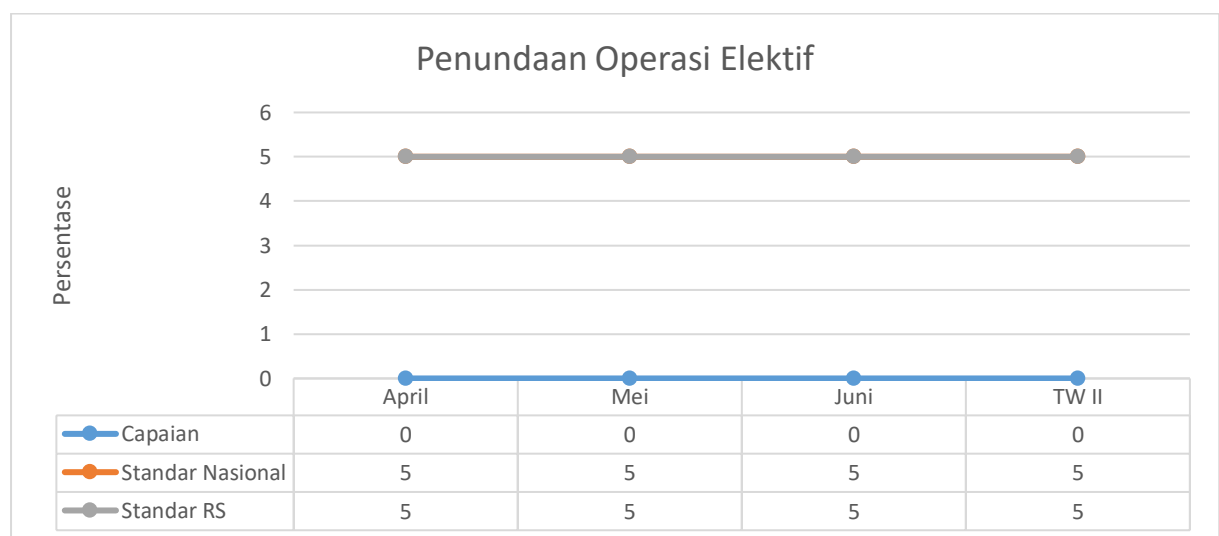 Penundaan Operasi Elektif
Persentase
6
5
4
3
2
1
0
April Mei Juni TW II
Capaian 0 0 0 0
Standar Nasional 5 5 5 5
Standar RS 5 5 5 5